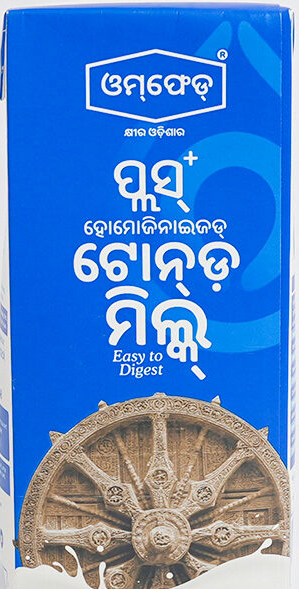 ଓମ୍‌ଫେଡ୍ ®
କ୍ଷୀର ଓଡ଼ିଶାର
ପ୍ଲସ୍+
ହୋମୋଜିନାଇଜଡ୍
ଟୋନ୍‌ଡ଼
ମିଲ୍କ୍
Easy to
Digest